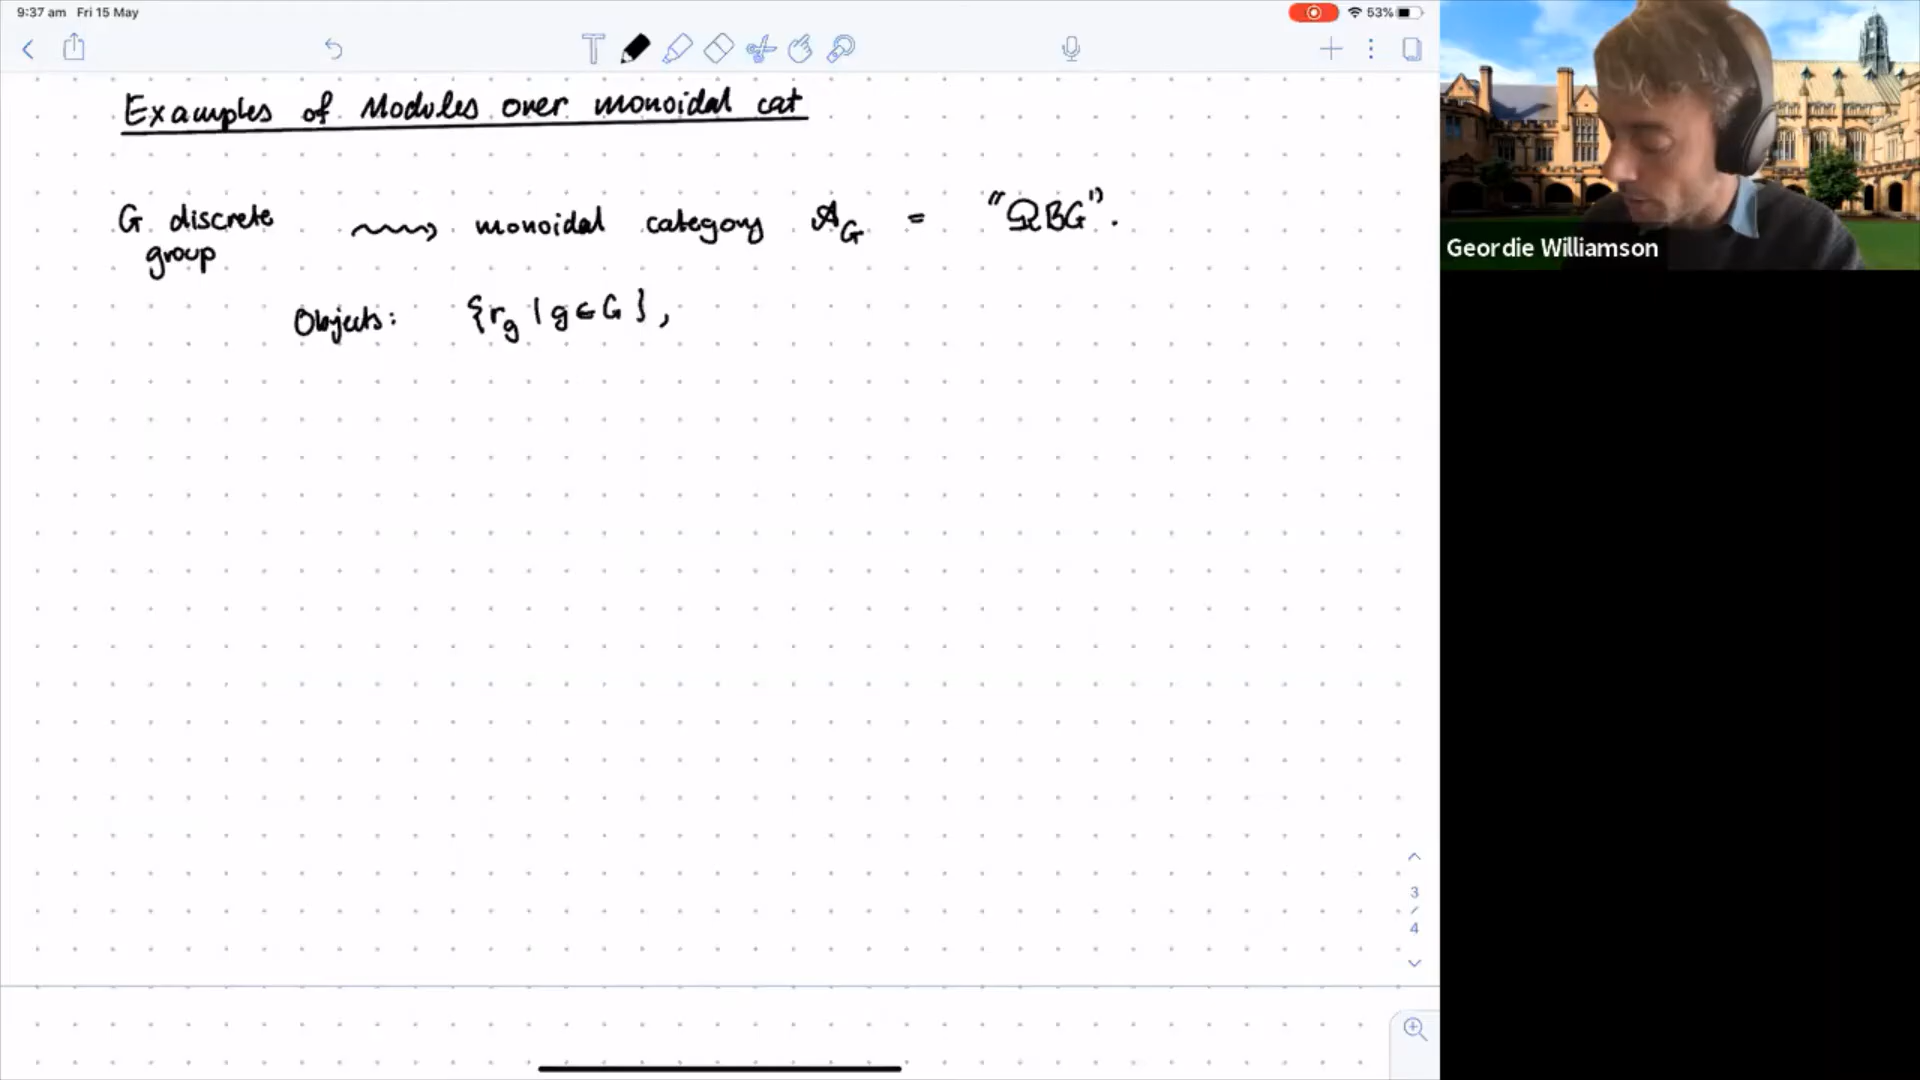 9:37 am Fri 15 May
53%
Examples of Modules over monoidal cat
G discrete group ⇝ monoidal category 𝒜_G = "ΩBG".
Objects: {r_g | g ∈ G},
Geordie Williamson
3
/
4